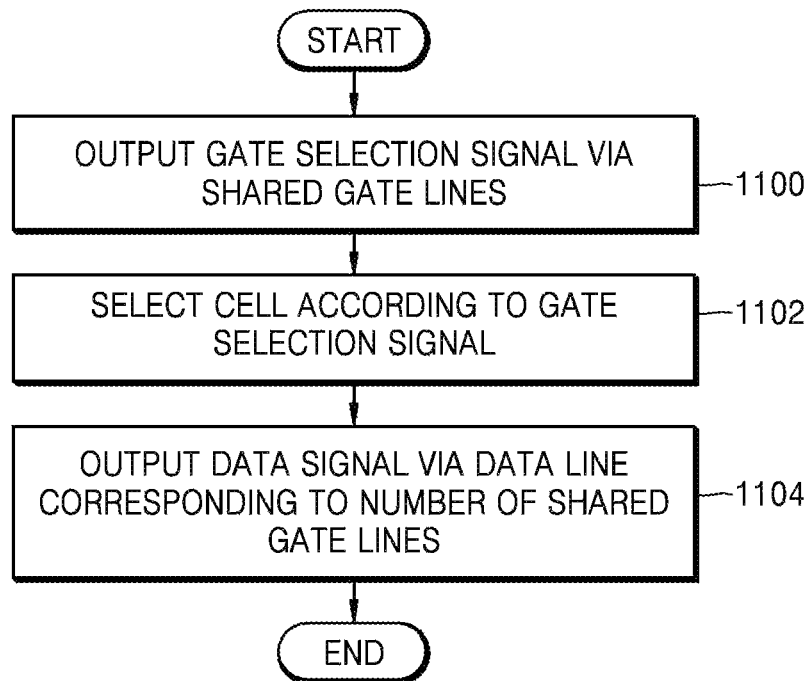 START
OUTPUT GATE SELECTION SIGNAL VIA
SHARED GATE LINES
1100
SELECT CELL ACCORDING TO GATE
SELECTION SIGNAL
1102
OUTPUT DATA SIGNAL VIA DATA LINE
CORRESPONDING TO NUMBER OF SHARED
GATE LINES
1104
END